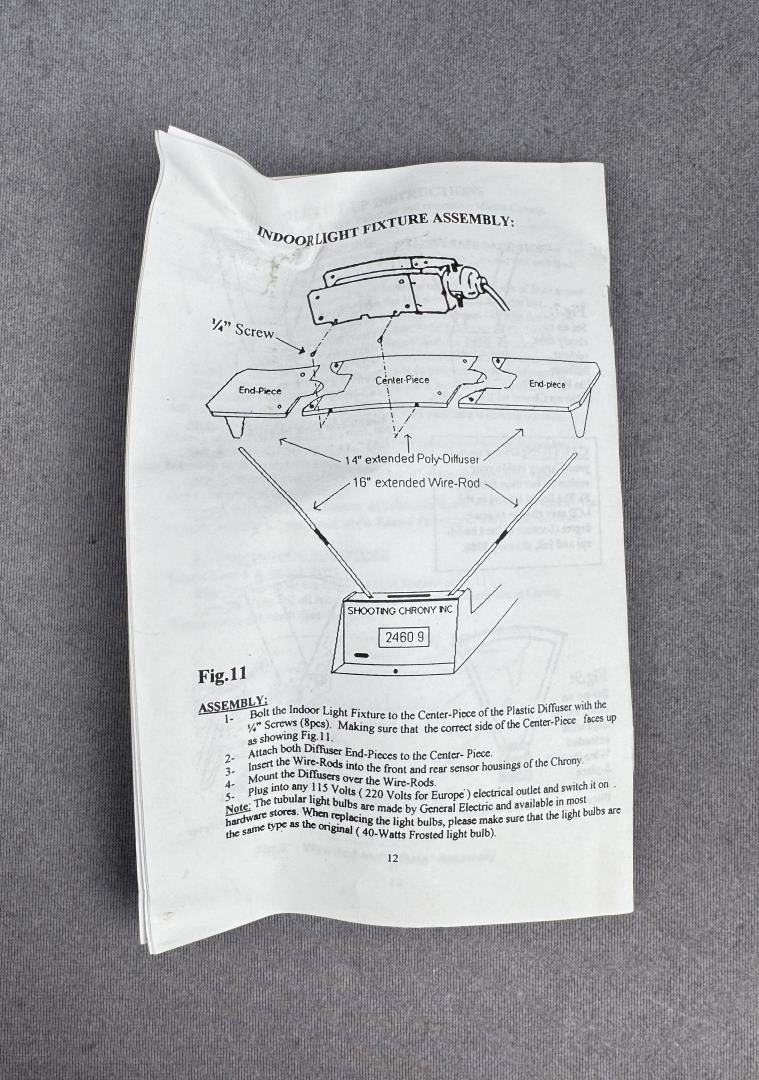 INDOOR LIGHT FIXTURE ASSEMBLY:
¼" Screw
End-Piece
Center-Piece
End-piece
14" extended Poly-Diffuser
16" extended Wire-Rod
SHOOTING CHRONY INC
2460 9
Fig.11
ASSEMBLY:
1- Bolt the Indoor Light Fixture to the Center-Piece of the Plastic Diffuser with the
¼" Screws (8pcs). Making sure that the correct side of the Center-Piece faces up
as showing Fig.11.
2- Attach both Diffuser End-Pieces to the Center- Piece.
3- Insert the Wire-Rods into the front and rear sensor housings of the Chrony.
4- Mount the Diffusers over the Wire-Rods.
5- Plug into any 115 Volts ( 220 Volts for Europe ) electrical outlet and switch it on .
Note: The tubular light bulbs are made by General Electric and available in most
hardware stores. When replacing the light bulbs, please make sure that the light bulbs are
the same type as the original ( 40-Watts Frosted light bulb).
12